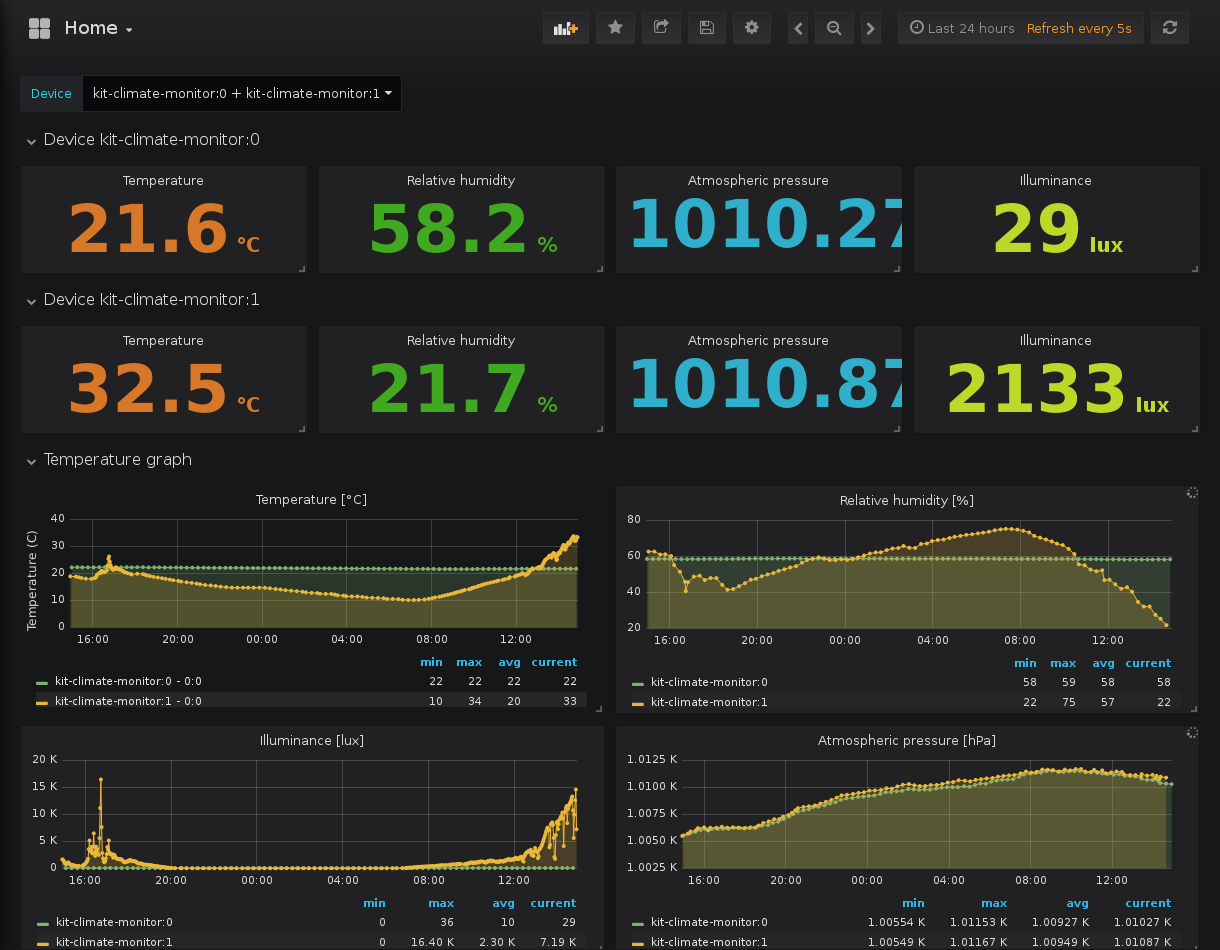 Home
Last 24 hours Refresh every 5s
Device kit-climate-monitor:0 + kit-climate-monitor:1
Device kit-climate-monitor:0
Temperature Relative humidity Atmospheric pressure Illuminance
21.6 °C 58.2 % 1010.27 29 lux
Device kit-climate-monitor:1
Temperature Relative humidity Atmospheric pressure Illuminance
32.5 °C 21.7 % 1010.87 2133 lux
Temperature graph
Temperature [°C]
Temperature (C)
40
30
20
10
0
16:00 20:00 00:00 04:00 08:00 12:00
min max avg current
kit-climate-monitor:0 - 0:0 22 22 22 22
kit-climate-monitor:1 - 0:0 10 34 20 33
Relative humidity [%]
80
60
40
20
16:00 20:00 00:00 04:00 08:00 12:00
min max avg current
kit-climate-monitor:0 58 59 58 58
kit-climate-monitor:1 22 75 57 22
Illuminance [lux]
20 K
15 K
10 K
5 K
0
16:00 20:00 00:00 04:00 08:00 12:00
min max avg current
kit-climate-monitor:0 0 36 10 29
kit-climate-monitor:1 0 16.40 K 2.30 K 7.19 K
Atmospheric pressure [hPa]
1.0125 K
1.0100 K
1.0075 K
1.0050 K
1.0025 K
16:00 20:00 00:00 04:00 08:00 12:00
min max avg current
kit-climate-monitor:0 1.00554 K 1.01153 K 1.00927 K 1.01027 K
kit-climate-monitor:1 1.00549 K 1.01167 K 1.00949 K 1.01087 K